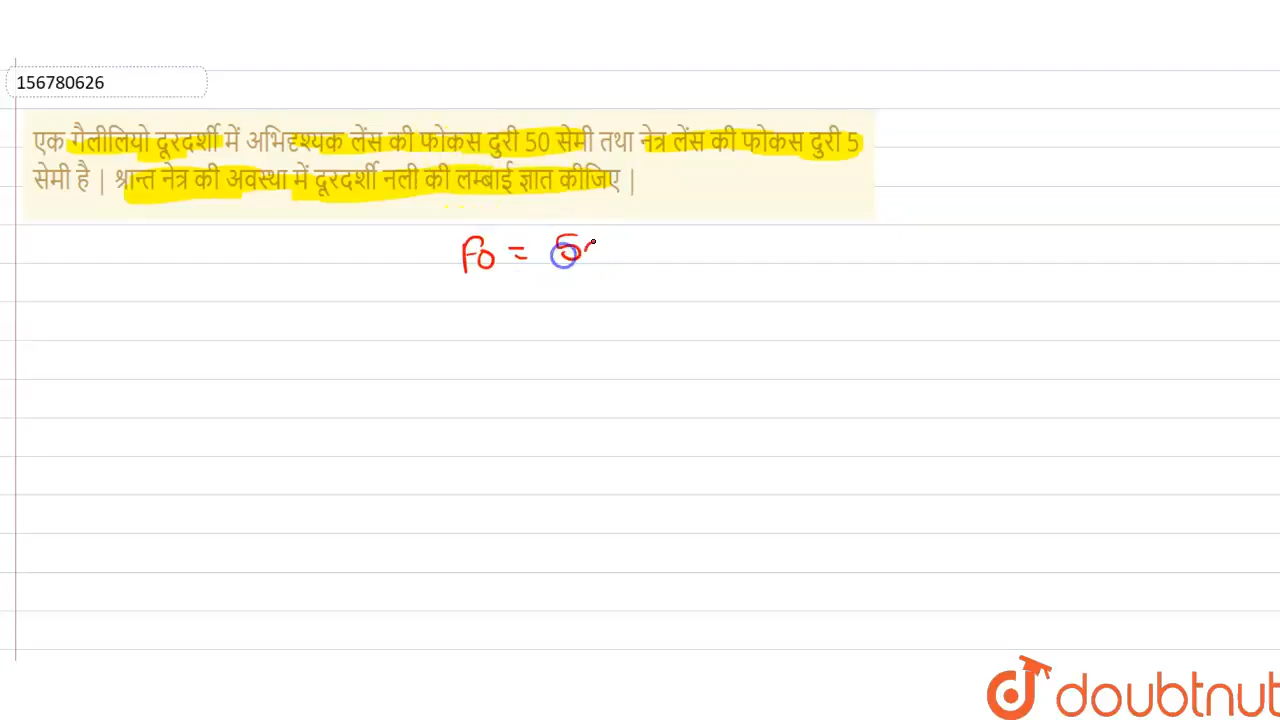 156780626
एक गैलीलियो दूरदर्शी में अभिदृश्यक लेंस की फोकस दुरी 50 सेमी तथा नेत्र लेंस की फोकस दुरी 5
सेमी है | श्रान्त नेत्र की अवस्था में दूरदर्शी नली की लम्बाई ज्ञात कीजिए |
Fo = 5
doubtnut